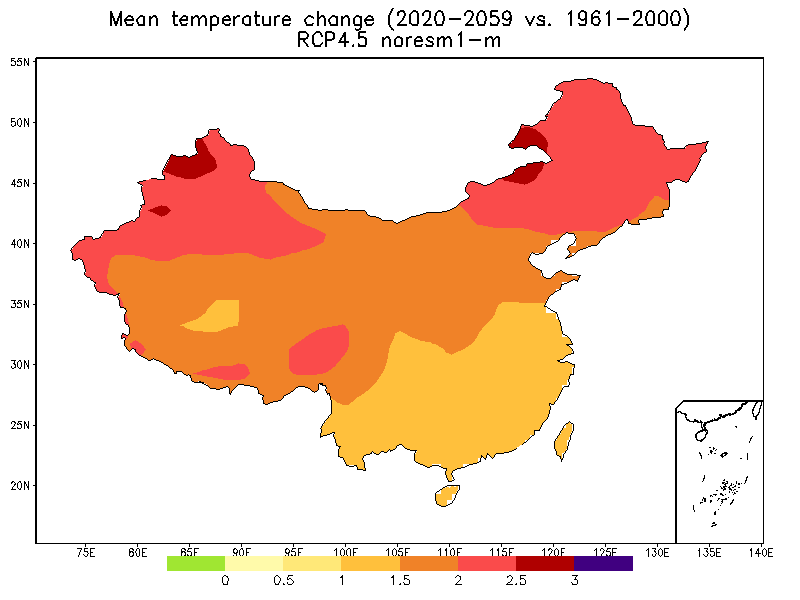 Mean temperature change (2020-2059 vs. 1961-2000)
RCP4.5 noresm1-m
55N
50N
45N
40N
35N
30N
25N
20N
75E 80E 85E 90E 95E 100E 105E 110E 115E 120E 125E 130E 135E 140E
0 0.5 1 1.5 2 2.5 3